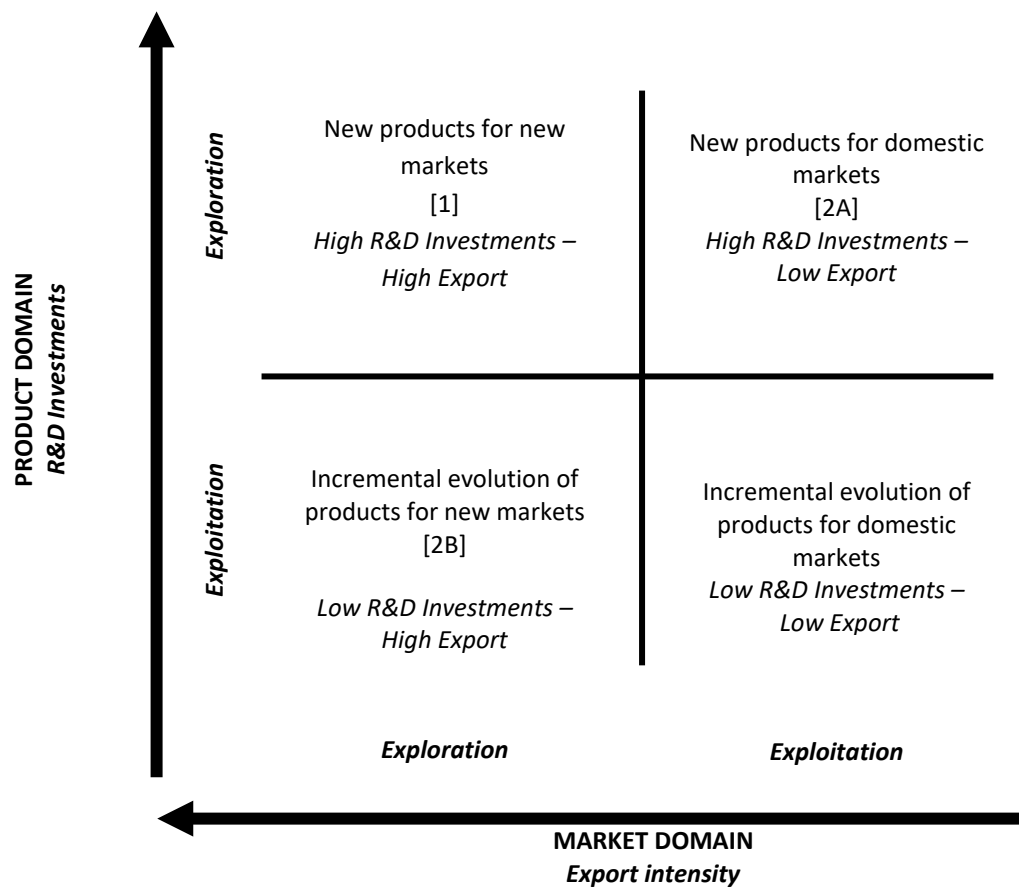 PRODUCT DOMAIN
R&D Investments
Exploration
New products for new
markets
[1]
High R&D Investments –
High Export
New products for domestic
markets
[2A]
High R&D Investments –
Low Export
Exploitation
Incremental evolution of
products for new markets
[2B]
Low R&D Investments –
High Export
Incremental evolution of
products for domestic
markets
Low R&D Investments –
Low Export
Exploration
Exploitation
MARKET DOMAIN
Export intensity